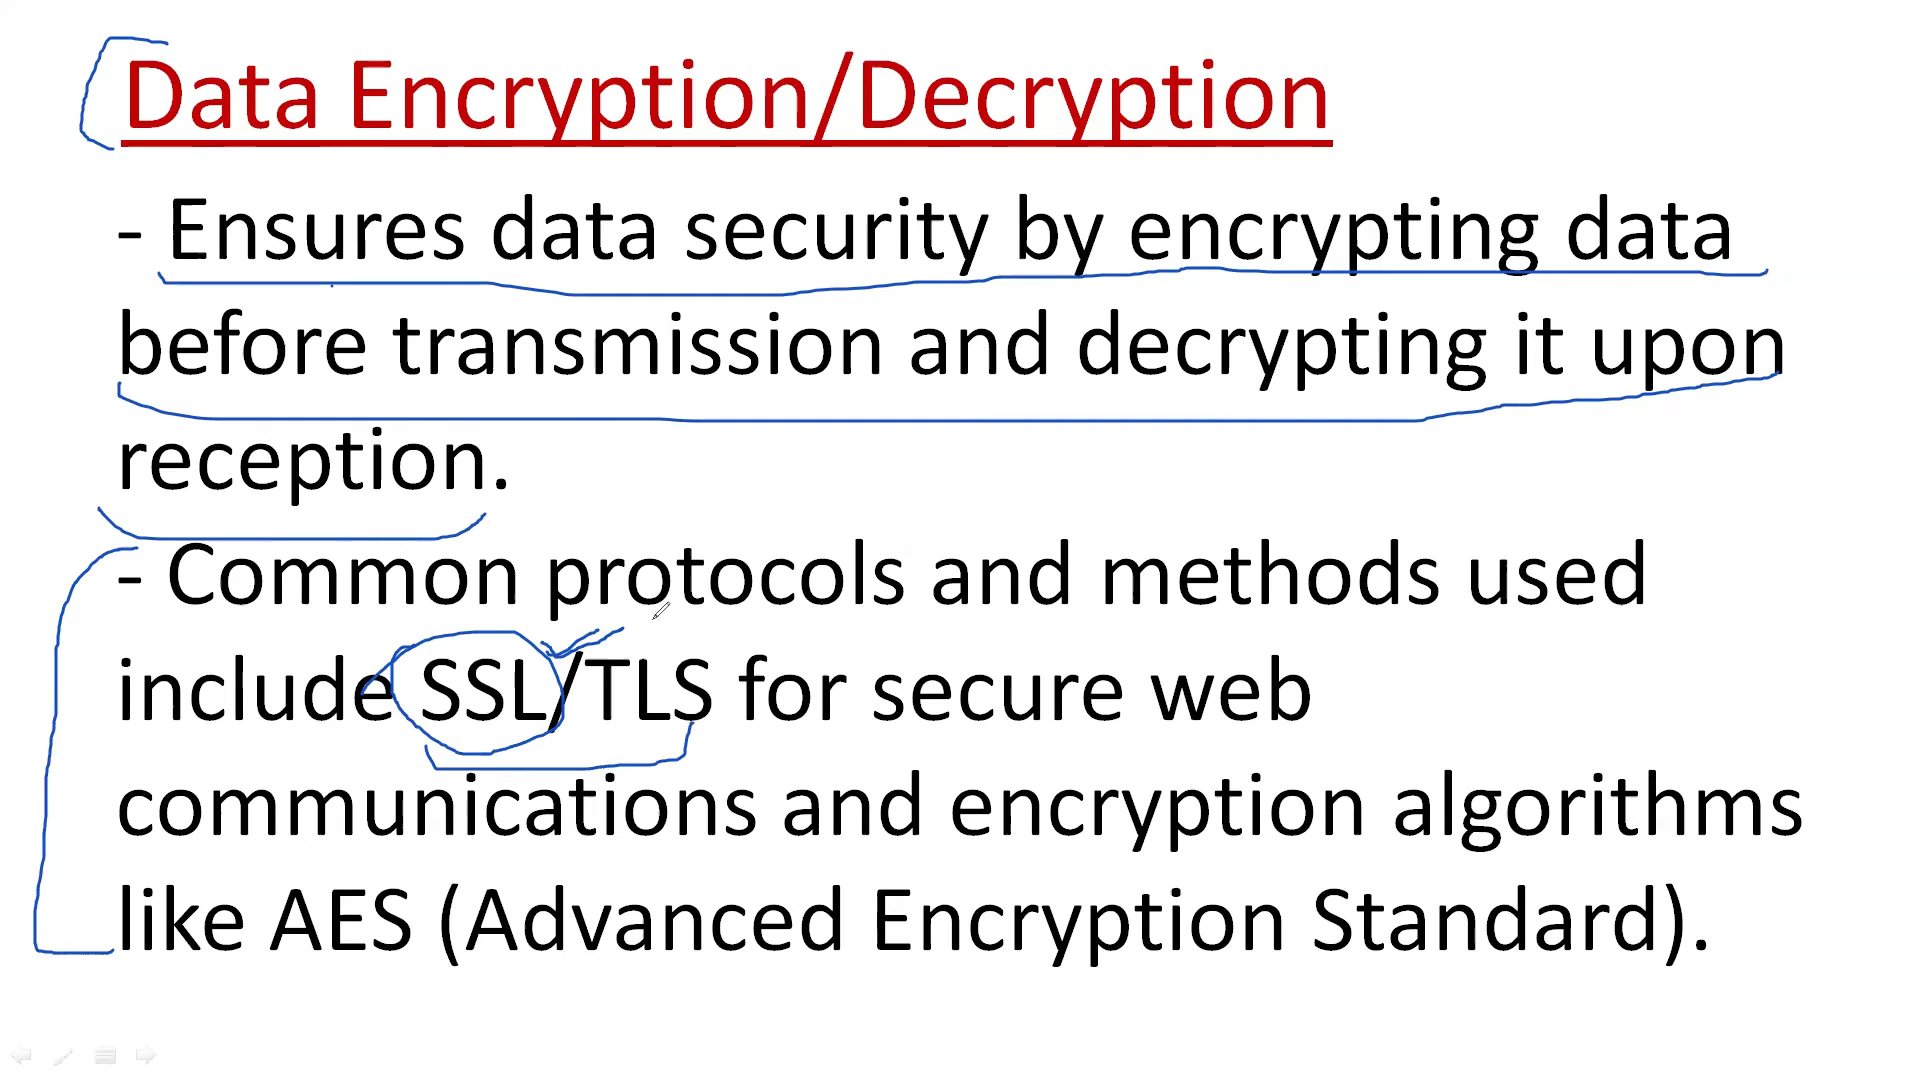 Data Encryption/Decryption
- Ensures data security by encrypting data
before transmission and decrypting it upon
reception.
- Common protocols and methods used
include SSL/TLS for secure web
communications and encryption algorithms
like AES (Advanced Encryption Standard).